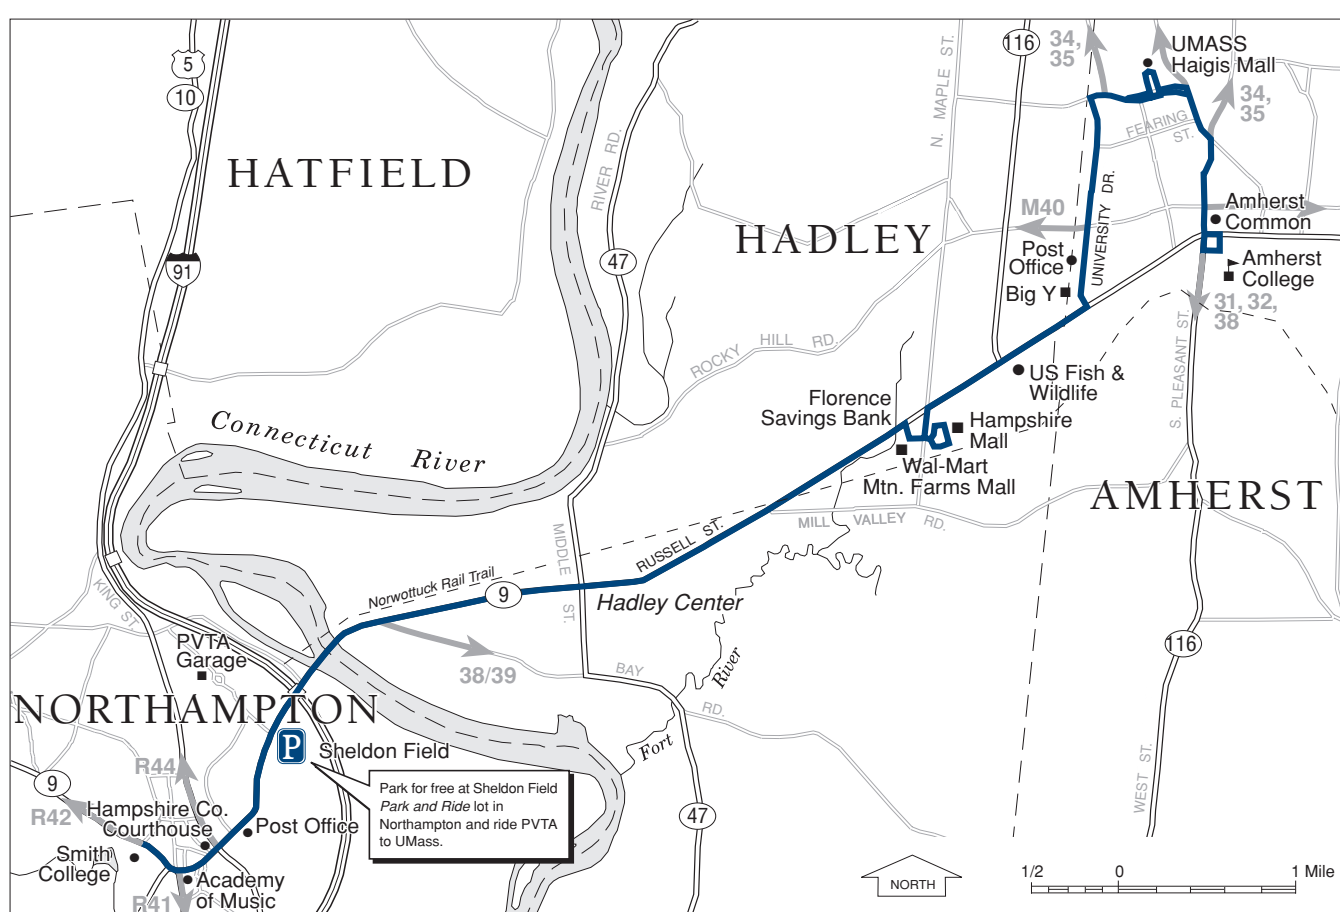 5
10
91
HATFIELD
RIVER RD.
47
HADLEY
N. MAPLE ST.
116
34,
35
UMASS
Haigis Mall
34,
35
FEARING
ST.
UNIVERSITY DR.
M40
Amherst
Common
Post
Office
Big Y
Amherst
College
31, 32,
38
S. PLEASANT ST.
ROCKY HILL RD.
US Fish &
Wildlife
Florence
Savings Bank
Hampshire
Mall
Wal-Mart
Mtn. Farms Mall
AMHERST
MILL VALLEY RD.
Connecticut River
MIDDLE ST.
RUSSELL ST.
Norwottuck Rail Trail
9
Hadley Center
KING ST.
PVTA
Garage
38/39
BAY
RD.
Fort River
116
WEST ST.
NORTHAMPTON
P
Sheldon Field
Park for free at Sheldon Field
Park and Ride lot in
Northampton and ride PVTA
to UMass.
R44
9
R42
Hampshire Co.
Courthouse
Post Office
Smith
College
Academy
of Music
R41
47
NORTH
1/2 0 1 Mile